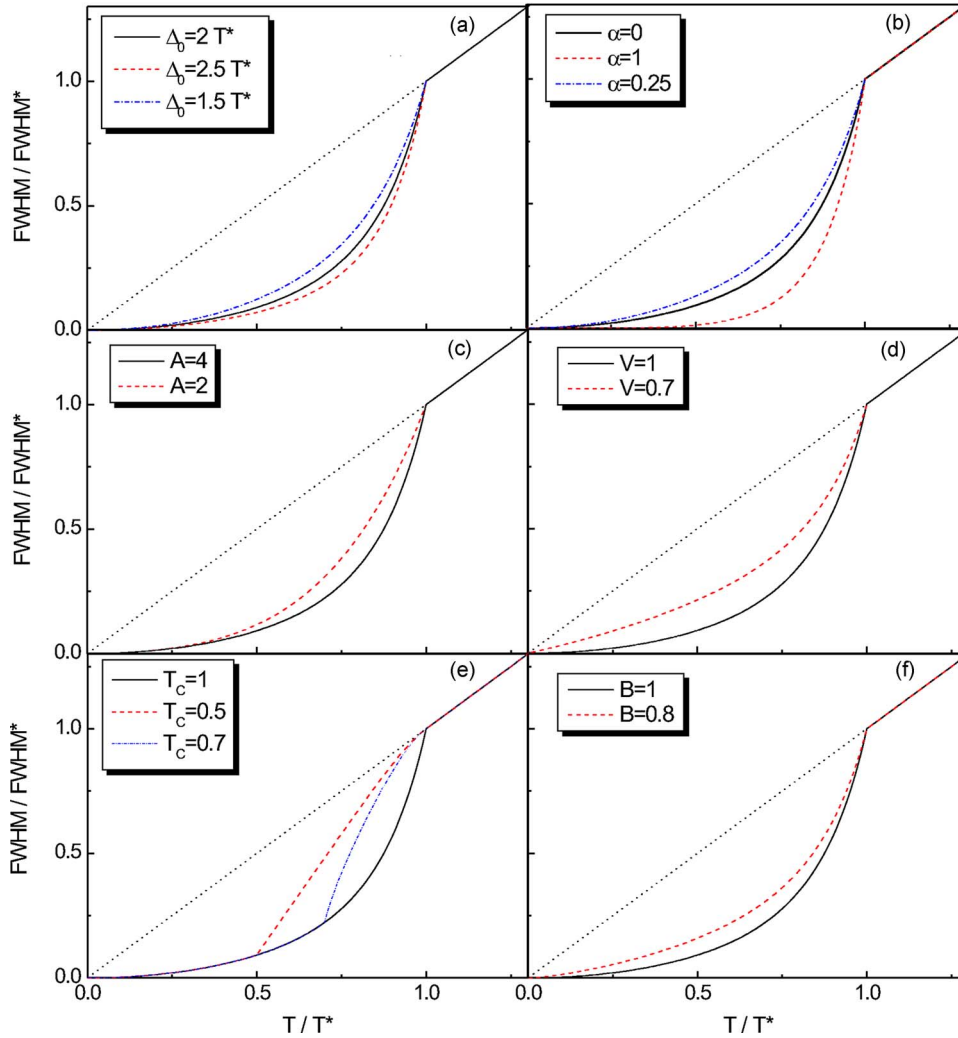 Δ₀=2 T*
Δ₀=2.5 T*
Δ₀=1.5 T*
(a)
α=0
α=1
α=0.25
(b)
1.0
0.5
0.0
FWHM / FWHM*
A=4
A=2
(c)
V=1
V=0.7
(d)
1.0
0.5
0.0
FWHM / FWHM*
T_C=1
T_C=0.5
T_C=0.7
(e)
B=1
B=0.8
(f)
1.0
0.5
0.0
FWHM / FWHM*
0.0
0.5
1.0
0.0
0.5
1.0
T / T*
T / T*